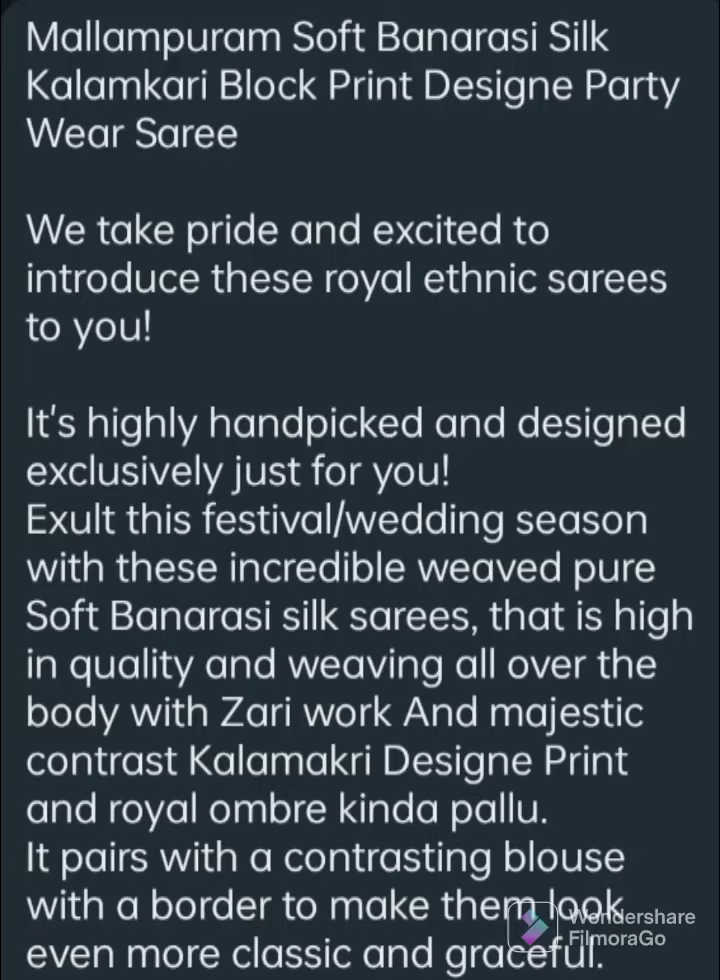 Mallampuram Soft Banarasi Silk
Kalamkari Block Print Designe Party
Wear Saree
We take pride and excited to
introduce these royal ethnic sarees
to you!
It's highly handpicked and designed
exclusively just for you!
Exult this festival/wedding season
with these incredible weaved pure
Soft Banarasi silk sarees, that is high
in quality and weaving all over the
body with Zari work And majestic
contrast Kalamakri Designe Print
and royal ombre kinda pallu.
It pairs with a contrasting blouse
with a border to make them look
even more classic and graceful.
Wondershare
FilmoraGo